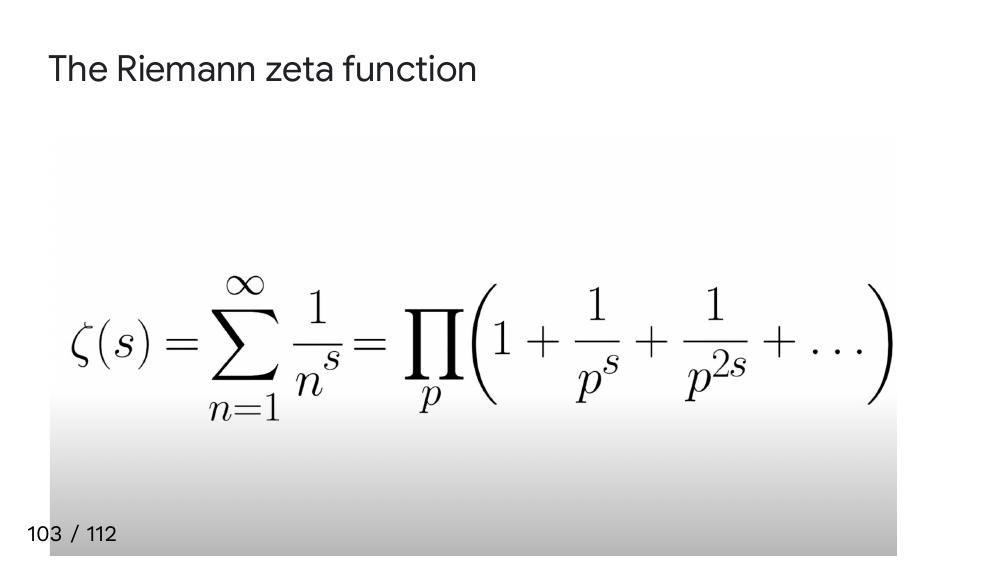 The Riemann zeta function
ζ(s) = ∑_{n=1}^{∞} 1/n^s = ∏_p (1 + 1/p^s + 1/p^{2s} + ...)
103 / 112